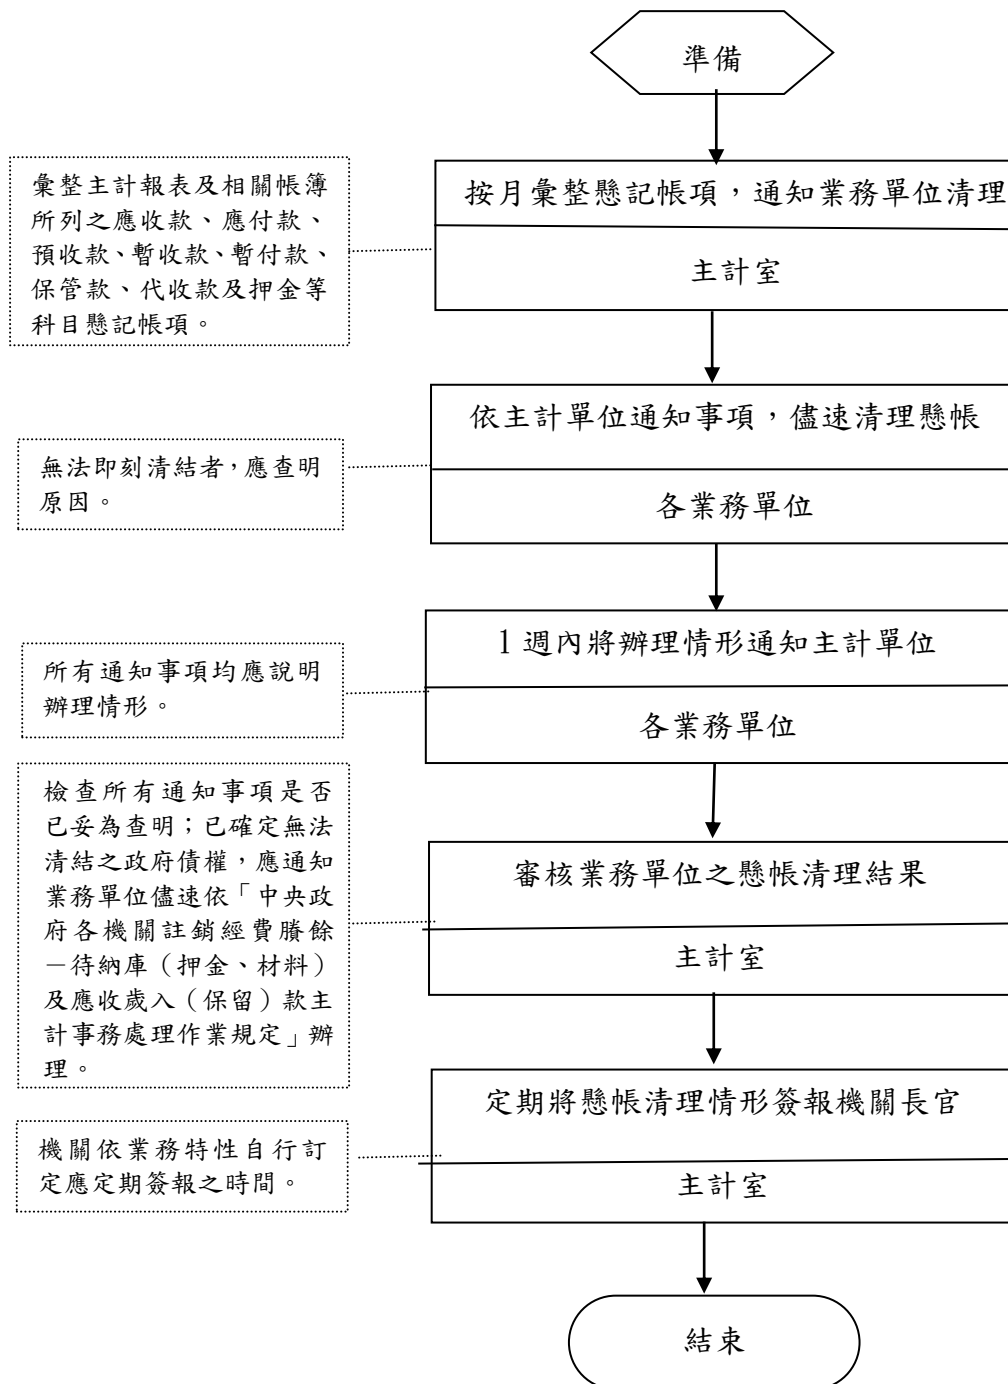 準備
彙整主計報表及相關帳簿
所列之應收款、應付款、
預收款、暫收款、暫付款、
保管款、代收款及押金等
科目懸記帳項。
按月彙整懸記帳項，通知業務單位清理
主計室
無法即刻清結者，應查明
原因。
依主計單位通知事項，儘速清理懸帳
各業務單位
所有通知事項均應說明
辦理情形。
1 週內將辦理情形通知主計單位
各業務單位
檢查所有通知事項是否
已妥為查明；已確定無法
清結之政府債權，應通知
業務單位儘速依「中央政
府各機關註銷經費賸餘
－待納庫（押金、材料）
及應收歲入（保留）款主
計事務處理作業規定」辦
理。
審核業務單位之懸帳清理結果
主計室
機關依業務特性自行訂
定應定期簽報之時間。
定期將懸帳清理情形簽報機關長官
主計室
結束